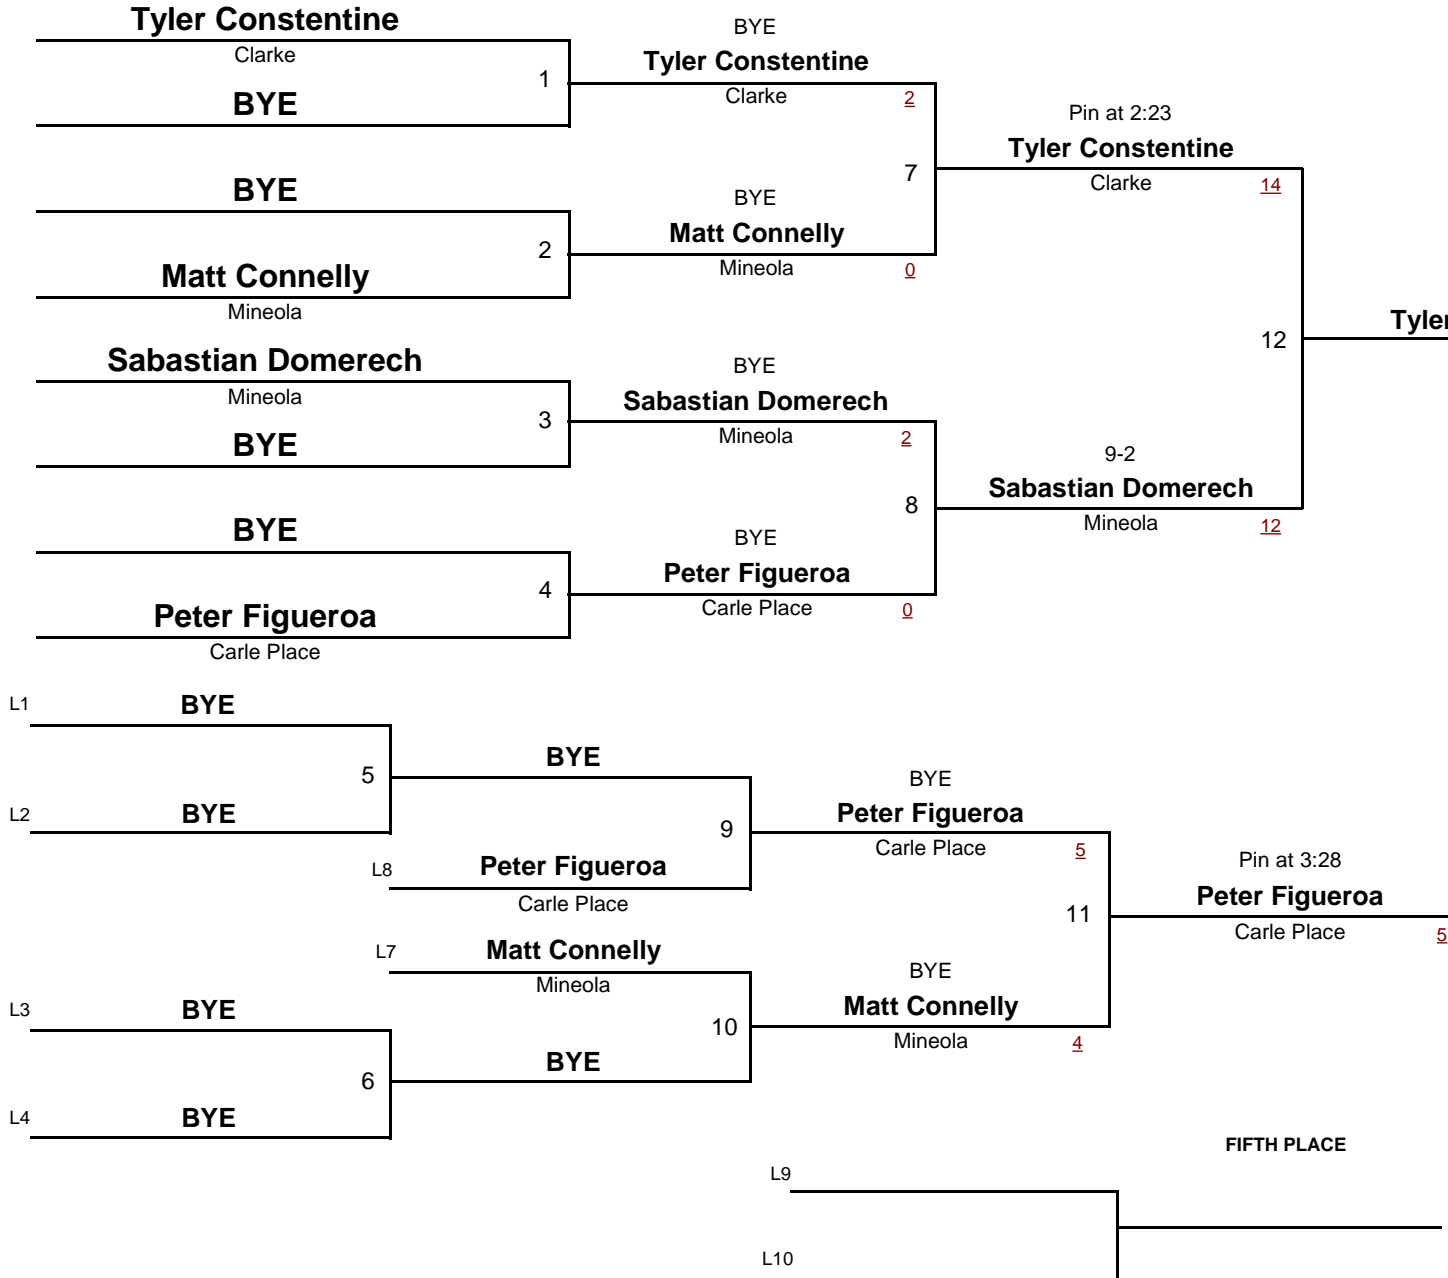 Tyler Constentine
Clarke
1
BYE
BYE
2
Matt Connelly
Mineola
Sabastian Domerech
Mineola
3
BYE
BYE
4
Peter Figueroa
Carle Place
BYE
Tyler Constentine
Clarke
2
7
BYE
Matt Connelly
Mineola
0
BYE
Sabastian Domerech
Mineola
2
8
BYE
Peter Figueroa
Carle Place
0
Pin at 2:23
Tyler Constentine
Clarke
14
12
9-2
Sabastian Domerech
Mineola
12
Tyler
L1
BYE
5
L2
BYE
L3
BYE
6
L4
BYE
BYE
9
L8
Peter Figueroa
Carle Place
L7
Matt Connelly
Mineola
10
BYE
BYE
Peter Figueroa
Carle Place
5
11
BYE
Matt Connelly
Mineola
4
Pin at 3:28
Peter Figueroa
Carle Place
5
FIFTH PLACE
L9
L10